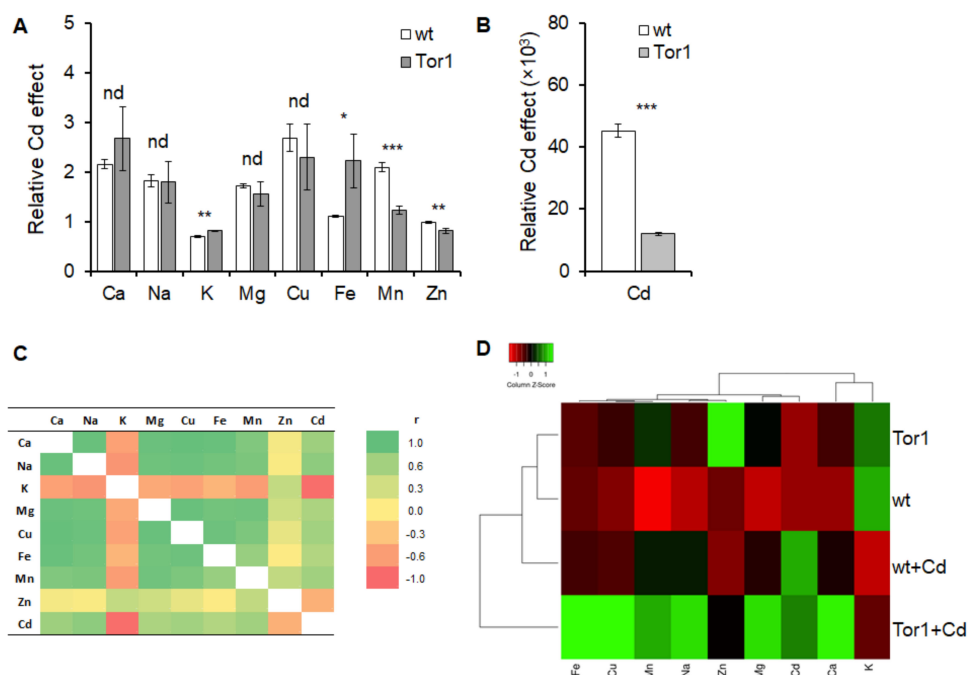 A
Relative Cd effect
5
4
3
2
1
0
wt
Tor1
nd
nd
**
nd
nd
*
***
**
Ca Na K Mg Cu Fe Mn Zn
B
Relative Cd effect (×10³)
80
60
40
20
0
wt
Tor1
***
Cd
C
Ca Na K Mg Cu Fe Mn Zn Cd
Ca
Na
K
Mg
Cu
Fe
Mn
Zn
Cd
r
1.0
0.6
0.3
0.0
-0.3
-0.6
-1.0
D
-1 0 1
Column Z-Score
Tor1
wt
wt+Cd
Tor1+Cd
Fe Cu Mn Na Zn Mg Cd Ca K